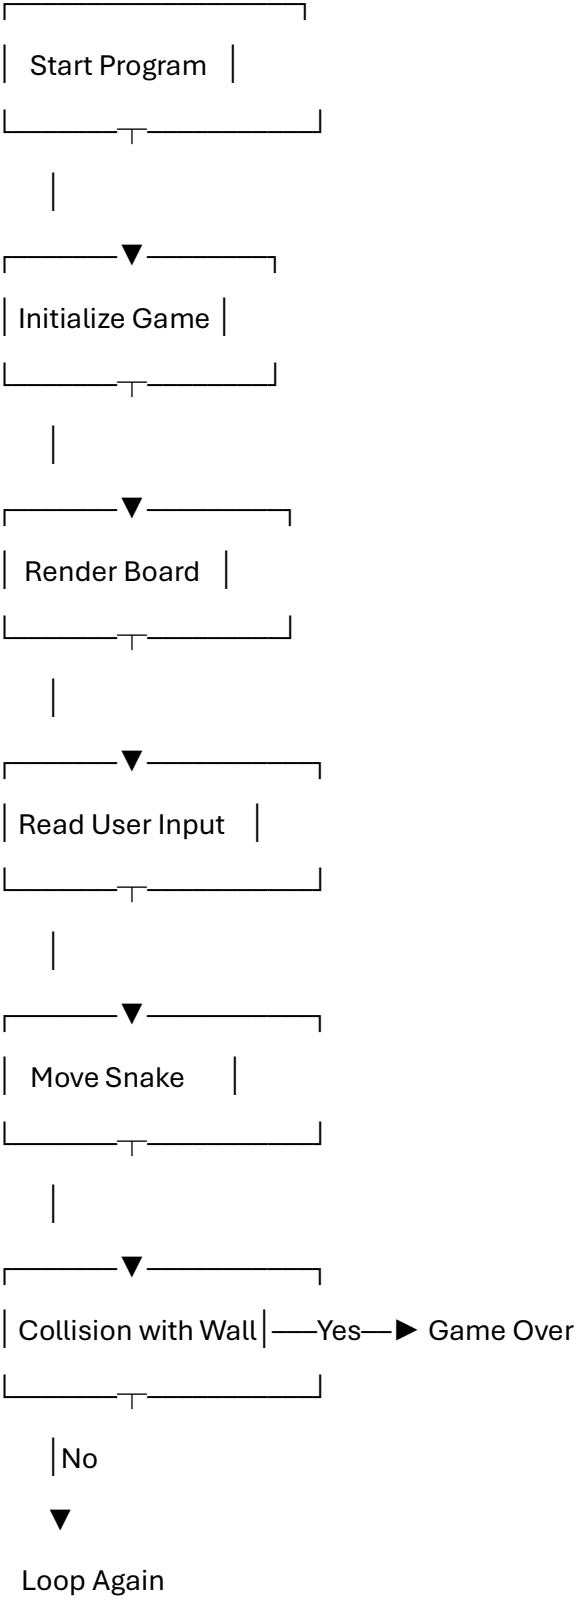 Start Program
Initialize Game
Render Board
Read User Input
Move Snake
Collision with Wall Yes Game Over
No
Loop Again